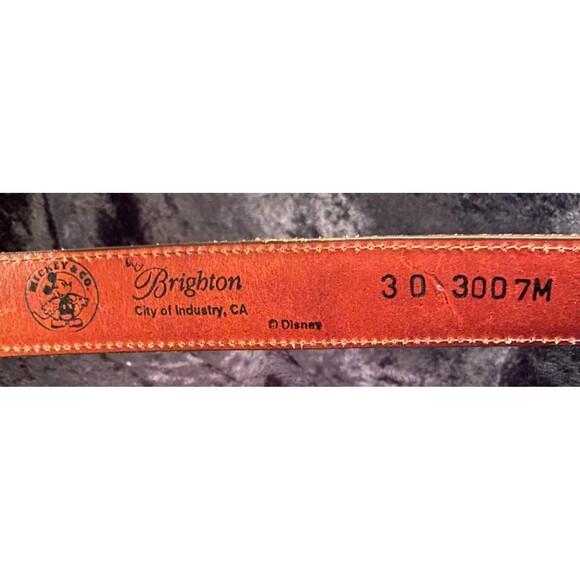 MICKEY & CO.
Brighton
City of Industry, CA
© Disney
30 3007M